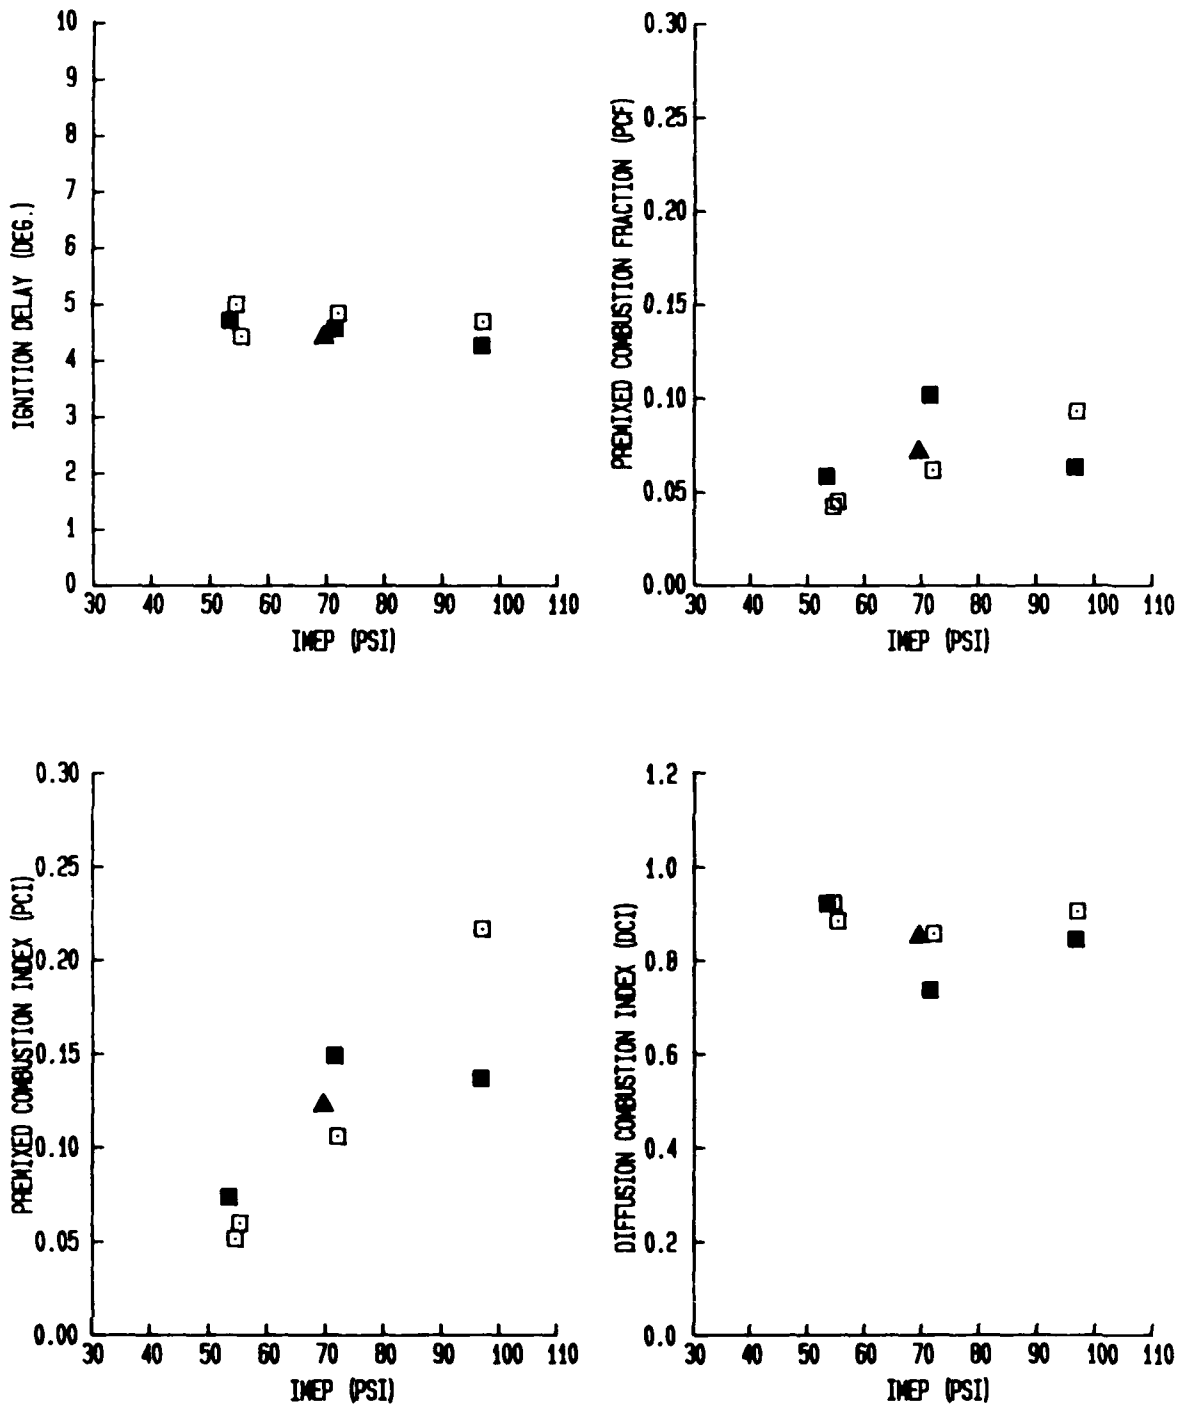 10
9
8
7
6
5
4
3
2
1
0
IGNITION DELAY (DEG.)
30 40 50 60 70 80 90 100 110
IMEP (PSI)
0.30
0.25
0.20
0.15
0.10
0.05
0.00
PREMIXED COMBUSTION FRACTION (PCF)
30 40 50 60 70 80 90 100 110
IMEP (PSI)
0.30
0.25
0.20
0.15
0.10
0.05
0.00
PREMIXED COMBUSTION INDEX (PCI)
30 40 50 60 70 80 90 100 110
IMEP (PSI)
1.2
1.0
0.8
0.6
0.4
0.2
0.0
DIFFUSION COMBUSTION INDEX (DCI)
30 40 50 60 70 80 90 100 110
IMEP (PSI)